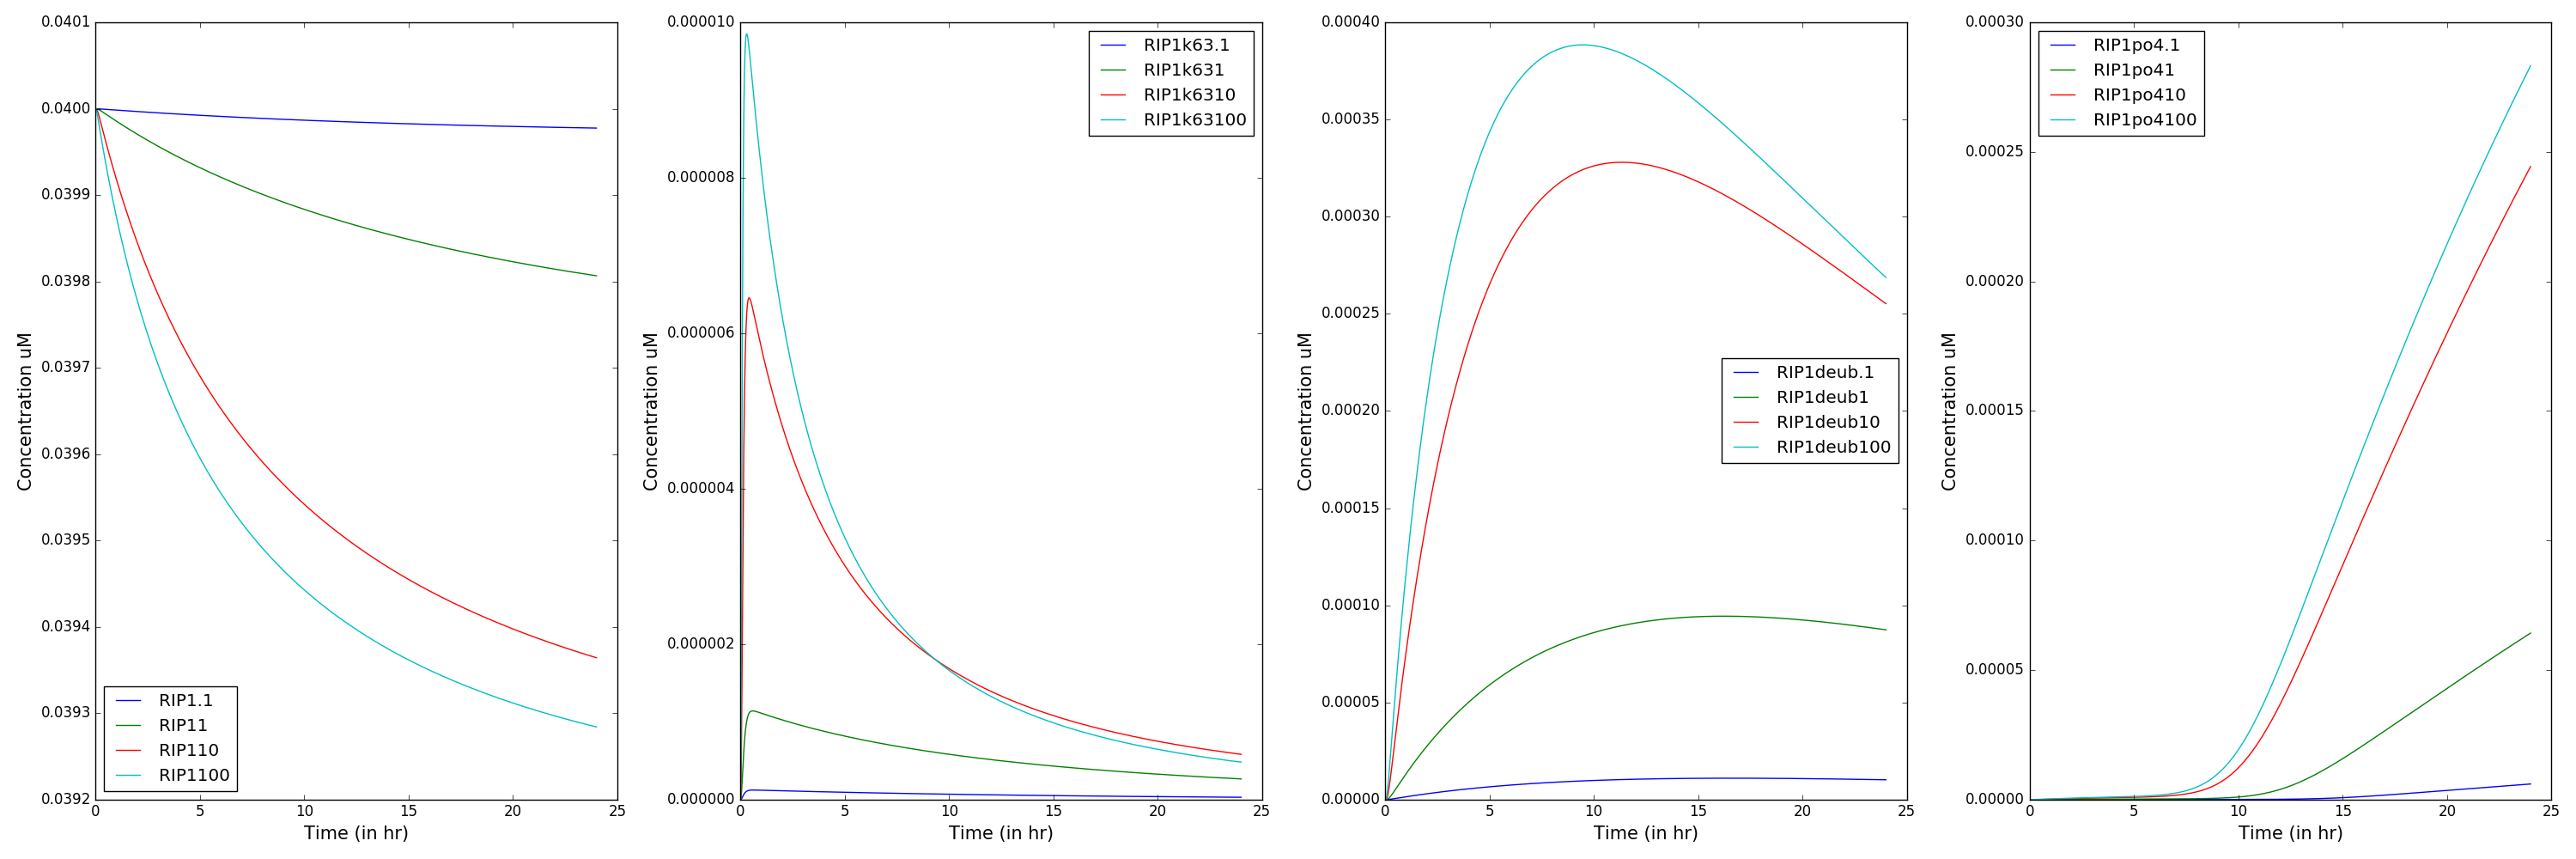 0.0401
0.0400
0.0399
0.0398
0.0397
0.0396
0.0395
0.0394
0.0393
0.0392
Concentration uM
RIP1.1
RIP11
RIP110
RIP1100
0 5 10 15 20 25
Time (in hr)
0.000010
0.000008
0.000006
0.000004
0.000002
0.000000
Concentration uM
RIP1k63.1
RIP1k631
RIP1k6310
RIP1k63100
0 5 10 15 20 25
Time (in hr)
0.00040
0.00035
0.00030
0.00025
0.00020
0.00015
0.00010
0.00005
0.00000
Concentration uM
RIP1deub.1
RIP1deub1
RIP1deub10
RIP1deub100
0 5 10 15 20 25
Time (in hr)
0.00030
0.00025
0.00020
0.00015
0.00010
0.00005
0.00000
Concentration uM
RIP1po4.1
RIP1po41
RIP1po410
RIP1po4100
0 5 10 15 20 25
Time (in hr)